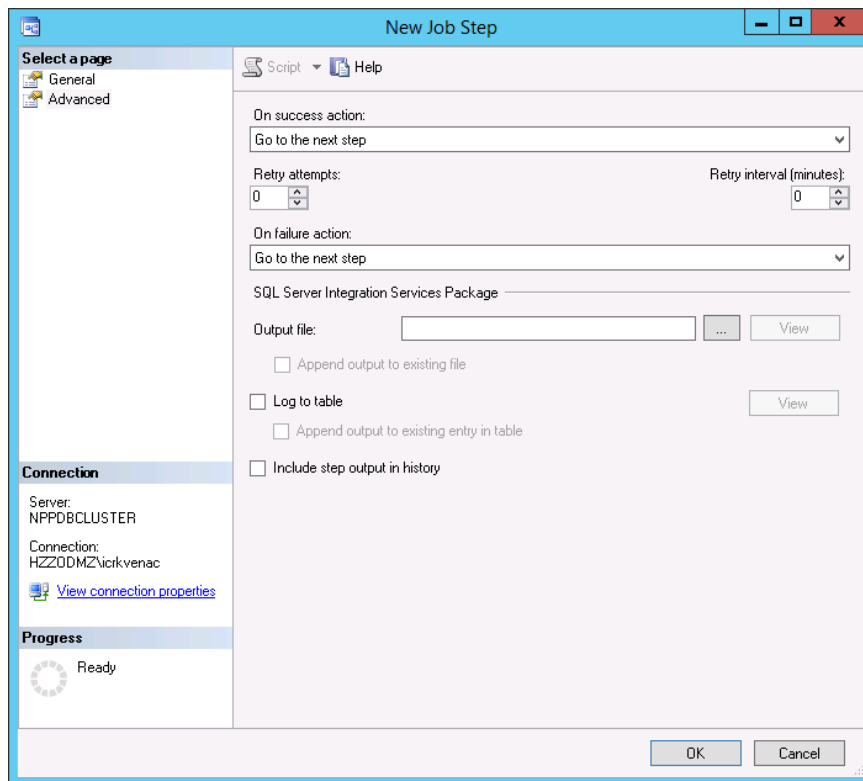 New Job Step
Select a page
General
Advanced
Script
Help
On success action:
Go to the next step
Retry attempts:
Retry interval (minutes):
0
0
On failure action:
Go to the next step
SQL Server Integration Services Package
Output file:
...
View
Append output to existing file
Log to table
View
Append output to existing entry in table
Include step output in history
Connection
Server:
NPPDBCLUSTER
Connection:
HZZODMZ\icrkvenac
View connection properties
Progress
Ready
OK
Cancel